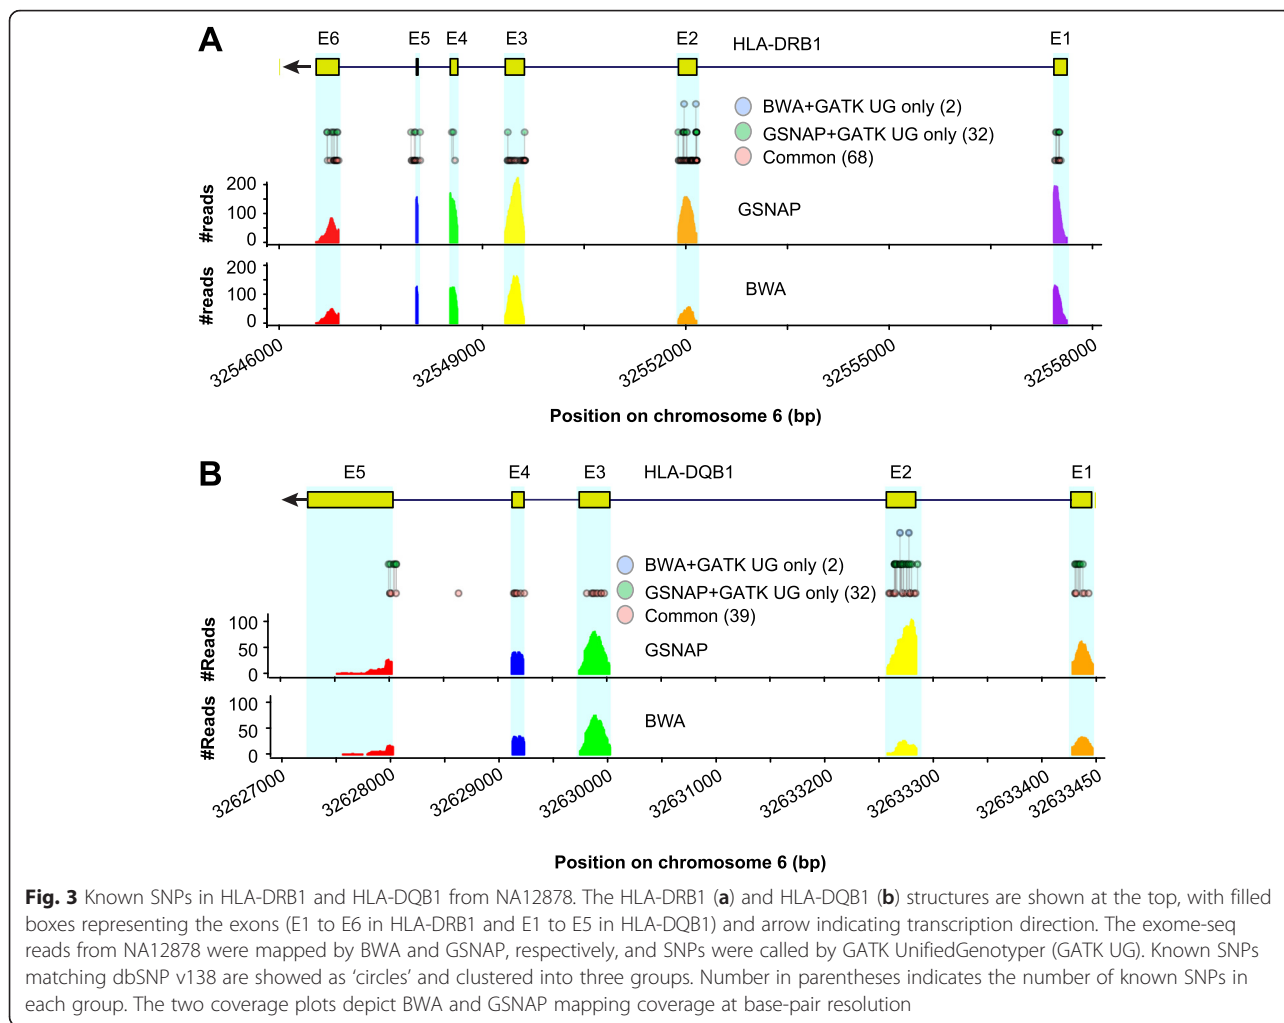 A
E6 E5 E4 E3 E2 HLA-DRB1 E1
BWA+GATK UG only (2)
GSNAP+GATK UG only (32)
Common (68)
#reads
200
100
0
GSNAP
#reads
200
100
0
BWA
32546000 32549000 32552000 32555000 32558000
Position on chromosome 6 (bp)
B
E5 E4 E3 HLA-DQB1 E2 E1
BWA+GATK UG only (2)
GSNAP+GATK UG only (32)
Common (39)
#Reads
100
50
0
GSNAP
#Reads
100
50
0
BWA
32627000 32628000 32629000 32630000 32631000 32633200 32633300 32633400 32633450
Position on chromosome 6 (bp)
Fig. 3 Known SNPs in HLA-DRB1 and HLA-DQB1 from NA12878. The HLA-DRB1 (a) and HLA-DQB1 (b) structures are shown at the top, with filled
boxes representing the exons (E1 to E6 in HLA-DRB1 and E1 to E5 in HLA-DQB1) and arrow indicating transcription direction. The exome-seq
reads from NA12878 were mapped by BWA and GSNAP, respectively, and SNPs were called by GATK UnifiedGenotyper (GATK UG). Known SNPs
matching dbSNP v138 are showed as ‘circles’ and clustered into three groups. Number in parentheses indicates the number of known SNPs in
each group. The two coverage plots depict BWA and GSNAP mapping coverage at base-pair resolution